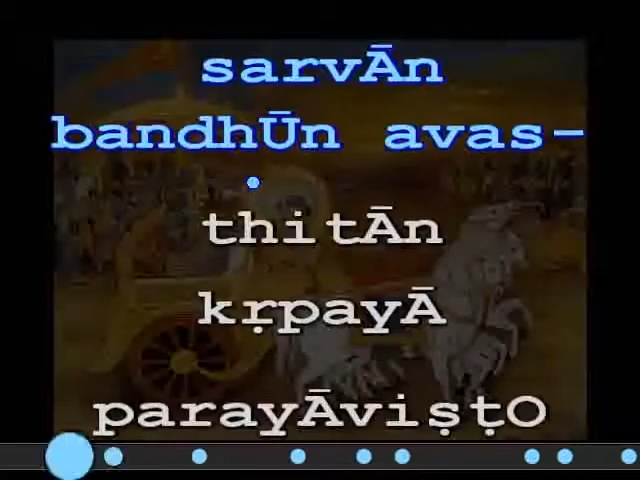 sarvĀn
bandhŪn avas-
thitĀn
kṛpayĀ
parayĀviṣṭO